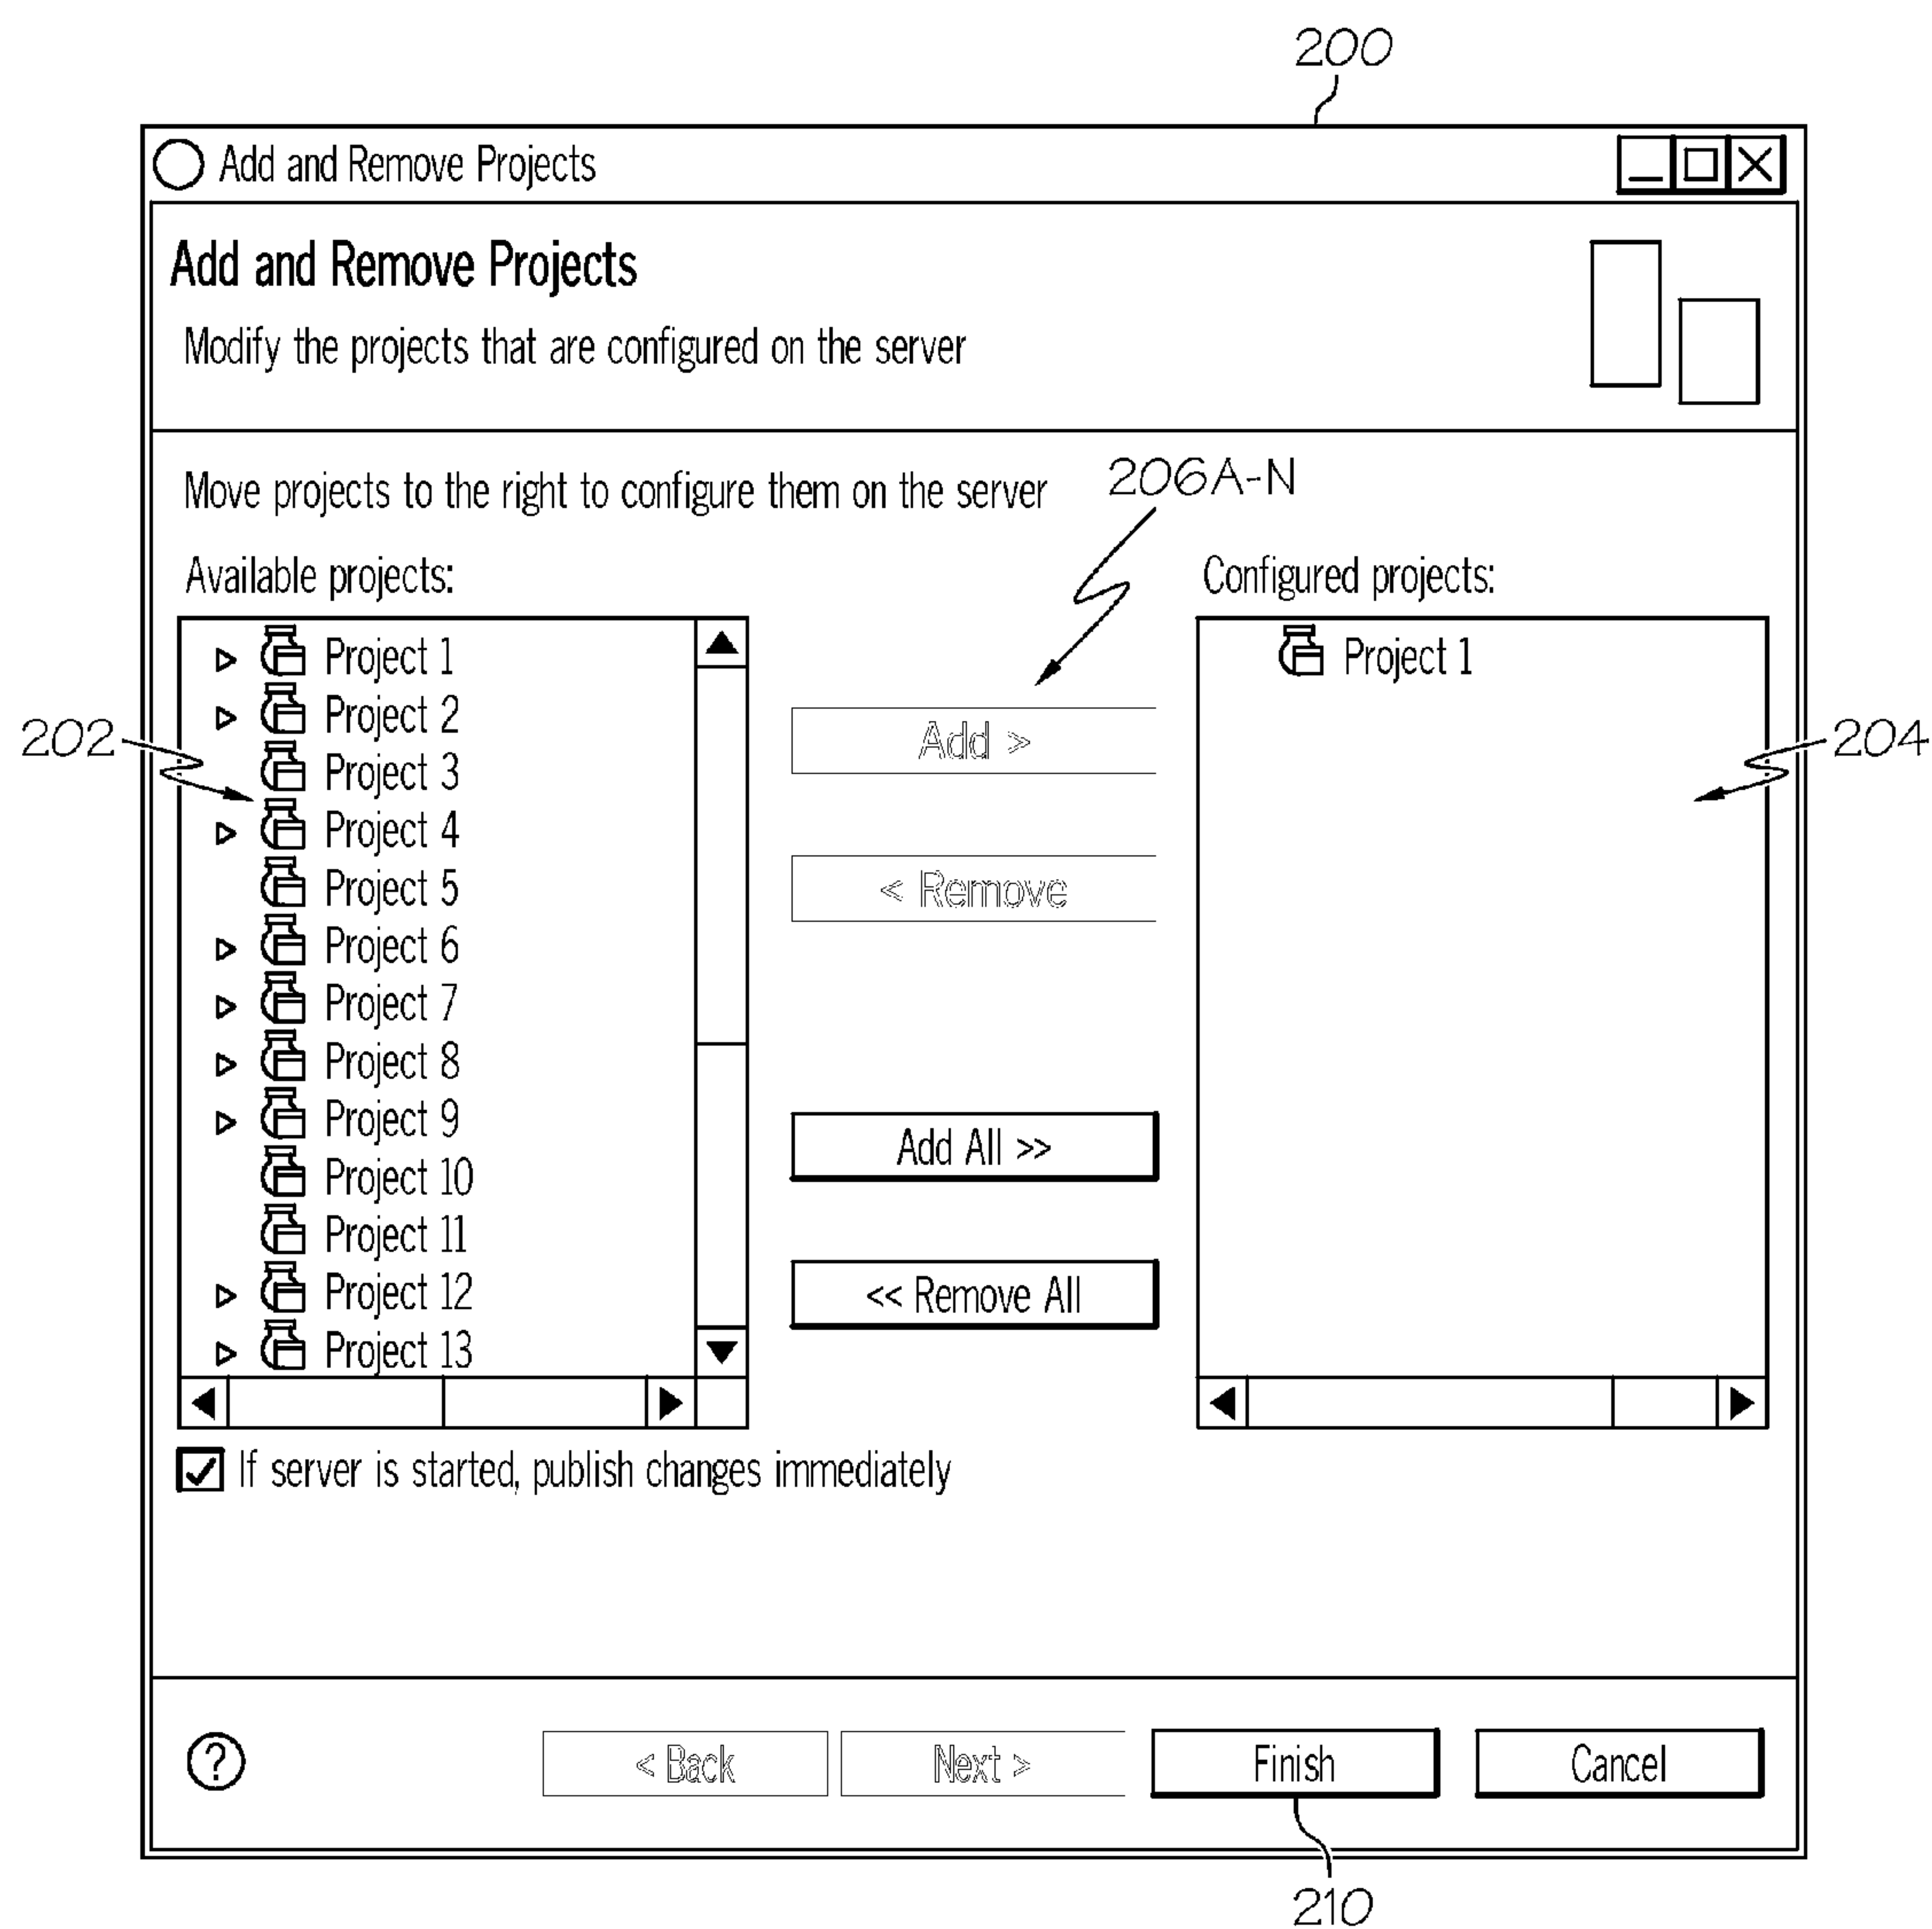 200
Add and Remove Projects
Add and Remove Projects
Modify the projects that are configured on the server
Move projects to the right to configure them on the server
206A-N
Available projects:
Configured projects:
Project 1
Project 2
Project 3
Project 4
Project 5
Project 6
Project 7
Project 8
Project 9
Project 10
Project 11
Project 12
Project 13
202
Add >
< Remove
Add All >>
<< Remove All
Project 1
204
If server is started, publish changes immediately
?
< Back
Next >
Finish
Cancel
210